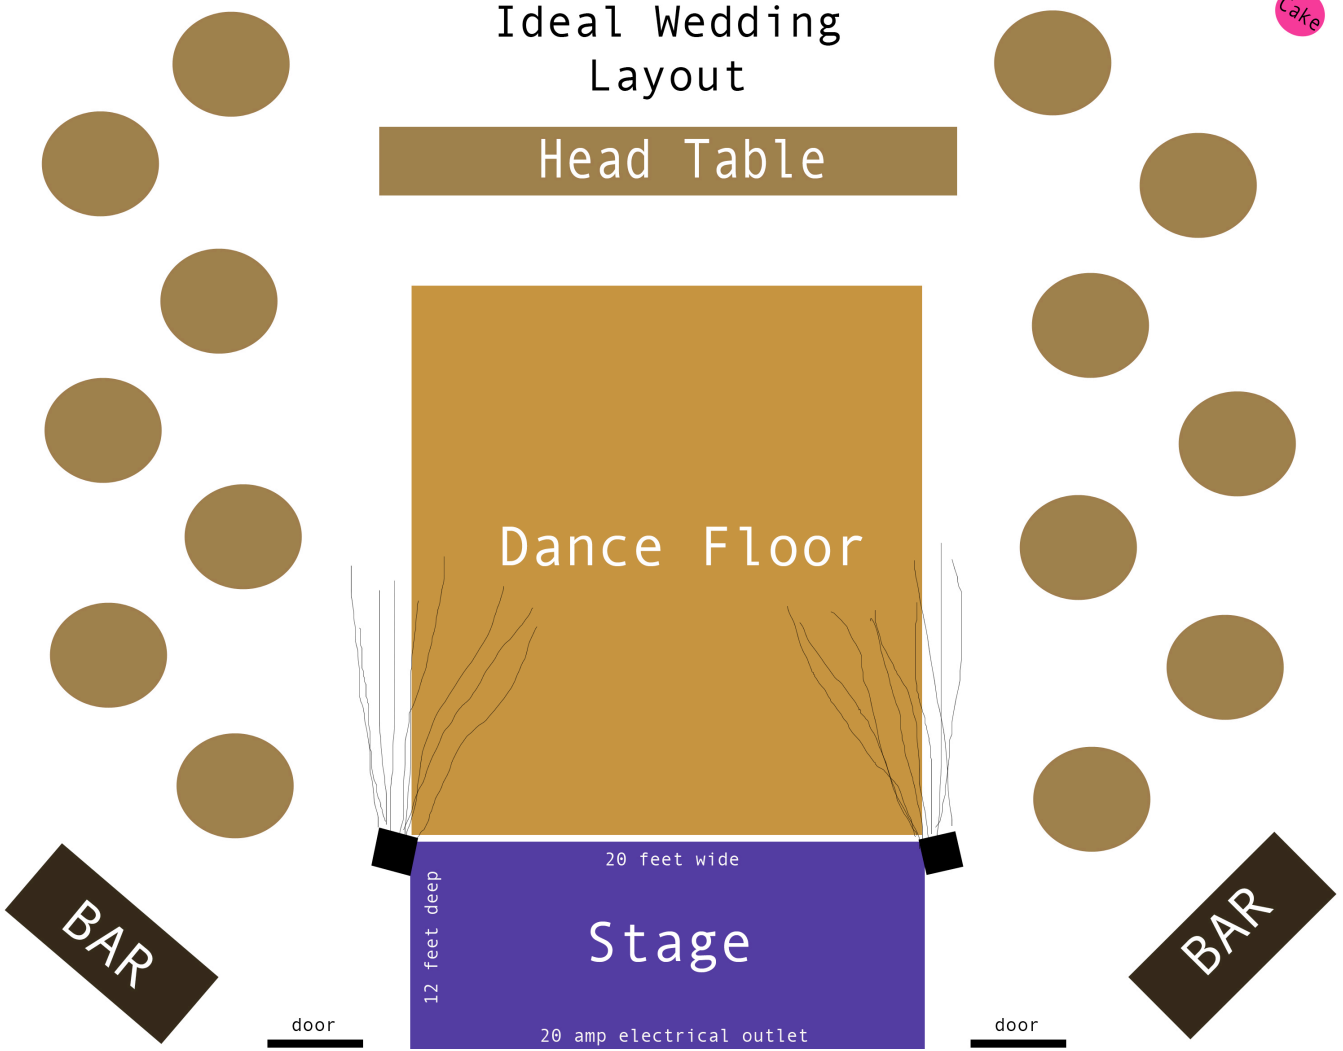 Ideal Wedding
Layout
Cake
Head Table
Dance Floor
20 feet wide
12 feet deep
Stage
BAR
BAR
door
20 amp electrical outlet
door